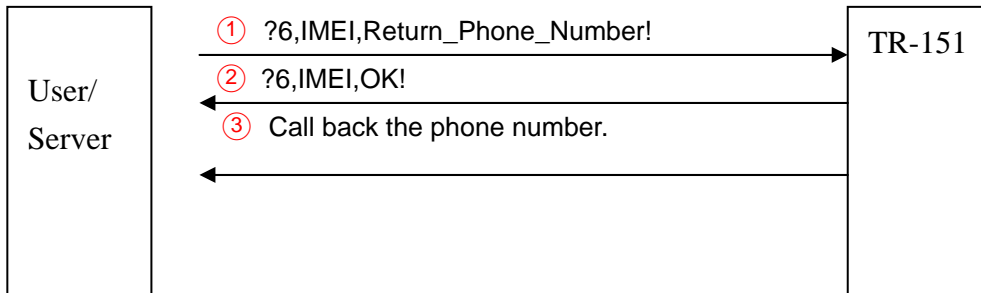 ① ?6,IMEI,Return_Phone_Number!
TR-151
② ?6,IMEI,OK!
User/
Server
③ Call back the phone number.